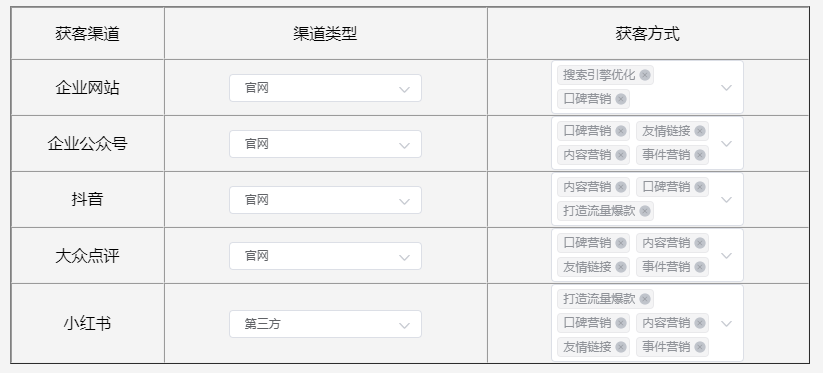 获客渠道 渠道类型 获客方式
企业网站 官网 搜索引擎优化
口碑营销
企业公众号 官网 口碑营销 友情链接
内容营销 事件营销
抖音 官网 内容营销 口碑营销
打造流量爆款
大众点评 官网 口碑营销 内容营销
友情链接 事件营销
小红书 第三方 打造流量爆款
口碑营销 内容营销
友情链接 事件营销